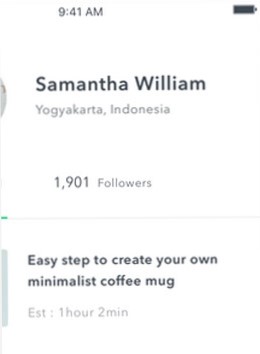 9:41 AM
Samantha William
Yogyakarta, Indonesia
1,901 Followers
Easy step to create your own
minimalist coffee mug
Est : 1hour 2min